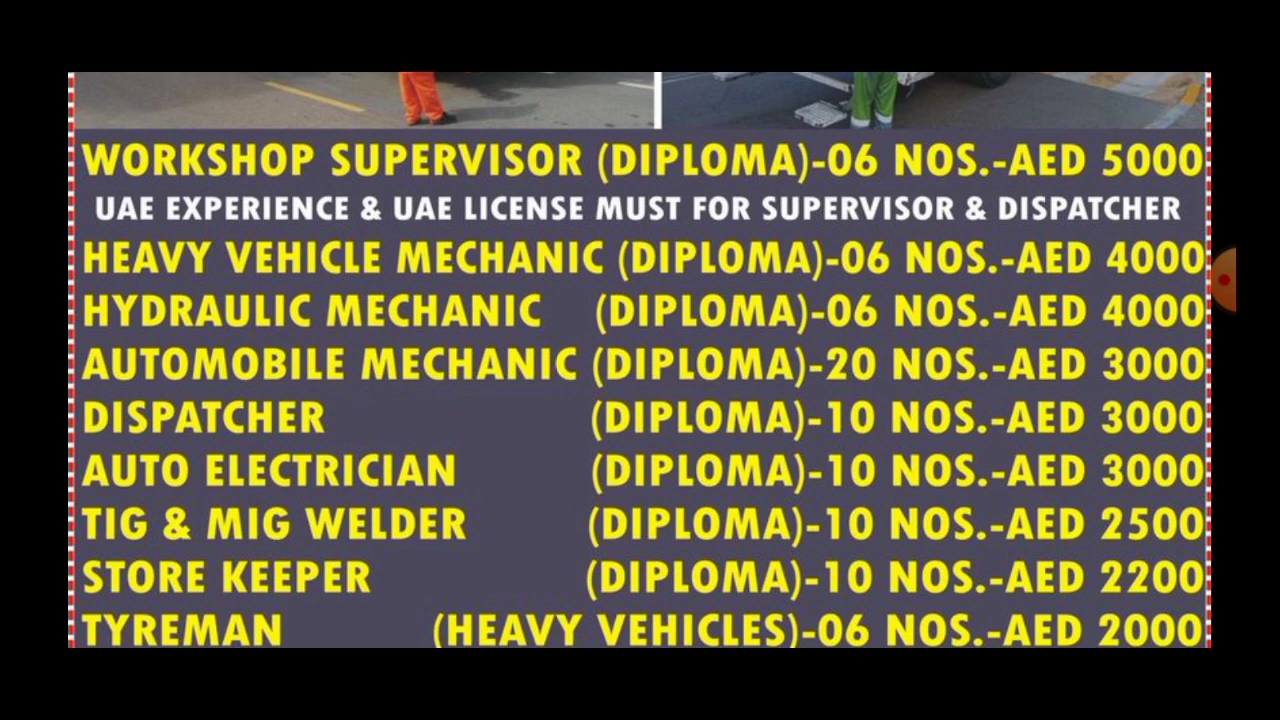 WORKSHOP SUPERVISOR (DIPLOMA)-06 NOS.-AED 5000
UAE EXPERIENCE & UAE LICENSE MUST FOR SUPERVISOR & DISPATCHER
HEAVY VEHICLE MECHANIC (DIPLOMA)-06 NOS.-AED 4000
HYDRAULIC MECHANIC (DIPLOMA)-06 NOS.-AED 4000
AUTOMOBILE MECHANIC (DIPLOMA)-20 NOS.-AED 3000
DISPATCHER (DIPLOMA)-10 NOS.-AED 3000
AUTO ELECTRICIAN (DIPLOMA)-10 NOS.-AED 3000
TIG & MIG WELDER (DIPLOMA)-10 NOS.-AED 2500
STORE KEEPER (DIPLOMA)-10 NOS.-AED 2200
TYREMAN (HEAVY VEHICLES)-06 NOS.-AED 2000